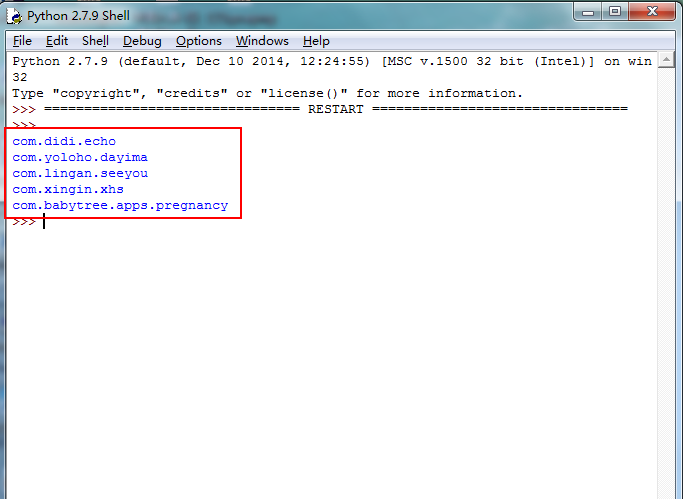 Python 2.7.9 Shell
File Edit Shell Debug Options Windows Help
Python 2.7.9 (default, Dec 10 2014, 12:24:55) [MSC v.1500 32 bit (Intel)] on win
32
Type "copyright", "credits" or "license()" for more information.
>>> ================================ RESTART ================================
>>>
com.didi.echo
com.yoloho.dayima
com.lingan.seeyou
com.xingin.xhs
com.babytree.apps.pregnancy
>>>